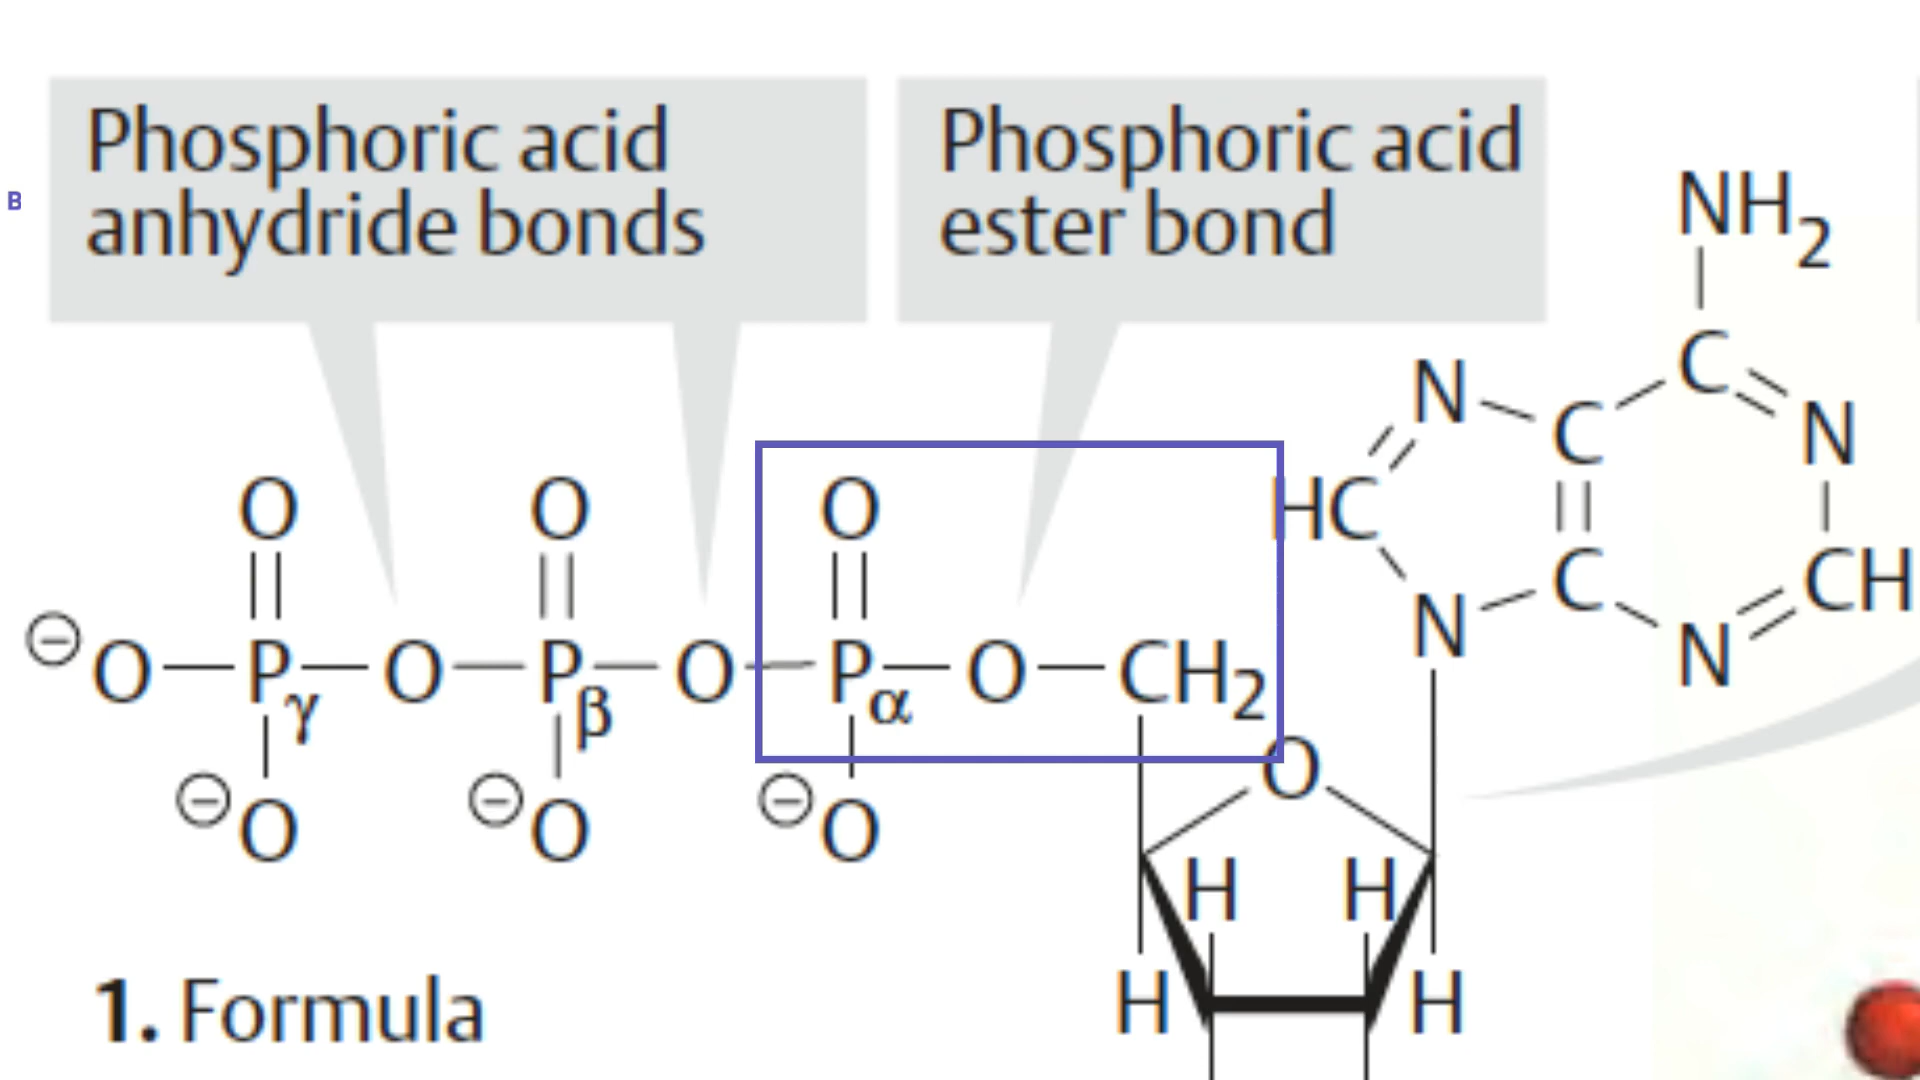 Phosphoric acid
anhydride bonds
Phosphoric acid
ester bond
B
NH2
N C C N
O O O HC C CH
⊖ O — P γ — O — P β — O — P α — O — CH2 N N
⊖ O ⊖ O ⊖ O O
H H
H H
1. Formula